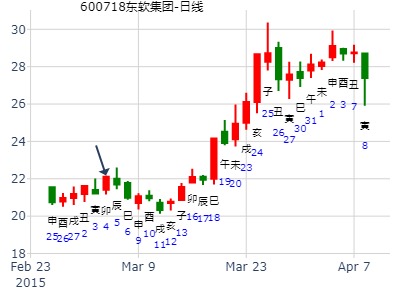 600718东软集团-日线
30
28
26
24
22
20
18
申 酉 戌 丑 寅 卯 辰 巳 申 酉 戌 亥 子 卯 辰 巳 午 未 戌 亥 子 丑 寅 巳 午 未 申 酉 丑 寅
25 26 27 2 3 4 5 6 9 10 11 12 13 16 17 18 19 20 23 24 25 26 27 30 31 1 2 3 7 8
Feb 23 Mar 9 Mar 23 Apr 7
2015